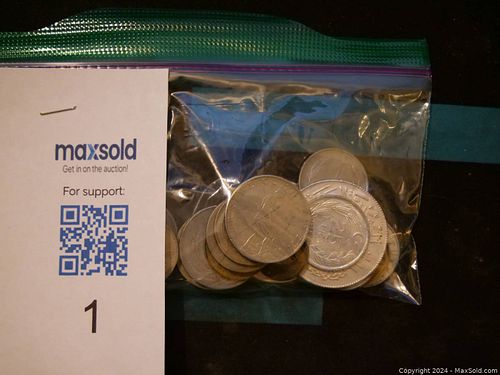 maxsold
Get in on the auction!
For support:
1
Copyright 2024 - MaxSold.com